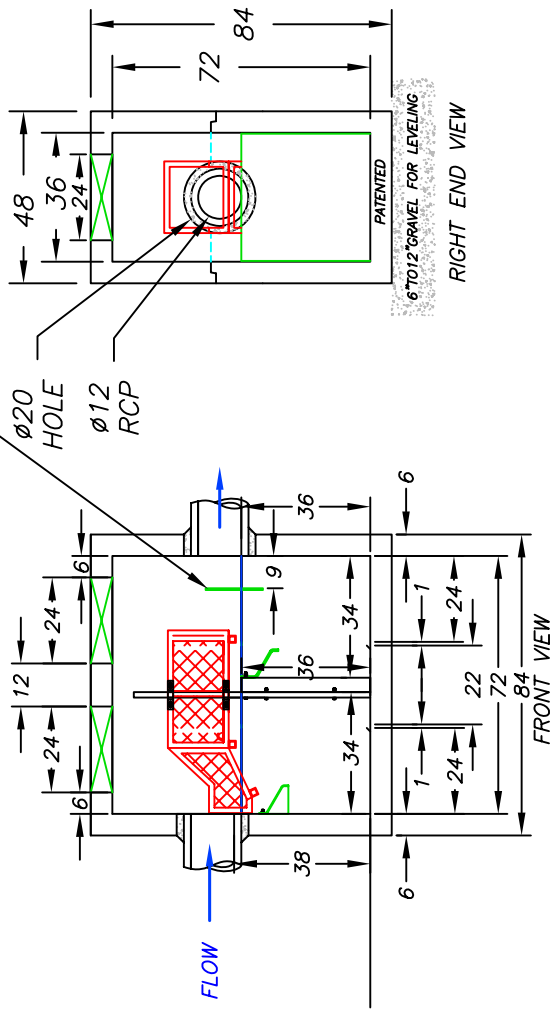 84
72
48
36
24
PATENTED
6"TO12"GRAVEL FOR LEVELING
RIGHT END VIEW
Ø20
HOLE
Ø12
RCP
6
24
12
24
6
FLOW
36
9
34
36
34
38
6
6
1
24
22
1
24
72
84
FRONT VIEW